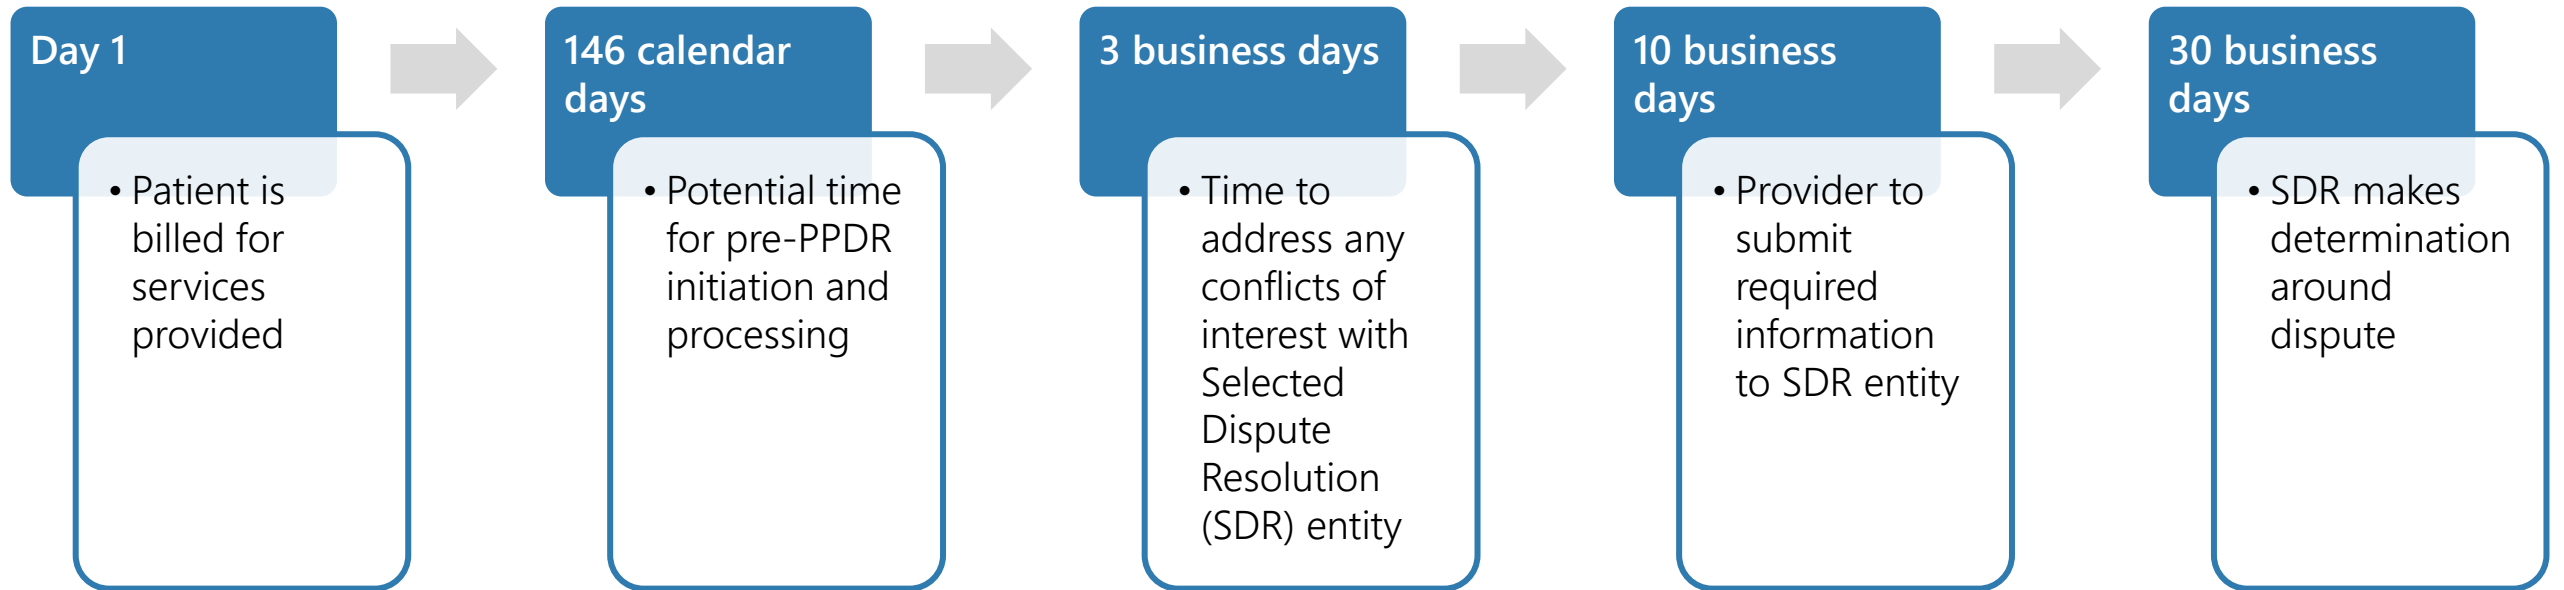 Day 1
• Patient is
billed for
services
provided
146 calendar
days
• Potential time
for pre-PPDR
initiation and
processing
3 business days
• Time to
address any
conflicts of
interest with
Selected
Dispute
Resolution
(SDR) entity
10 business
days
• Provider to
submit
required
information
to SDR entity
30 business
days
• SDR makes
determination
around
dispute